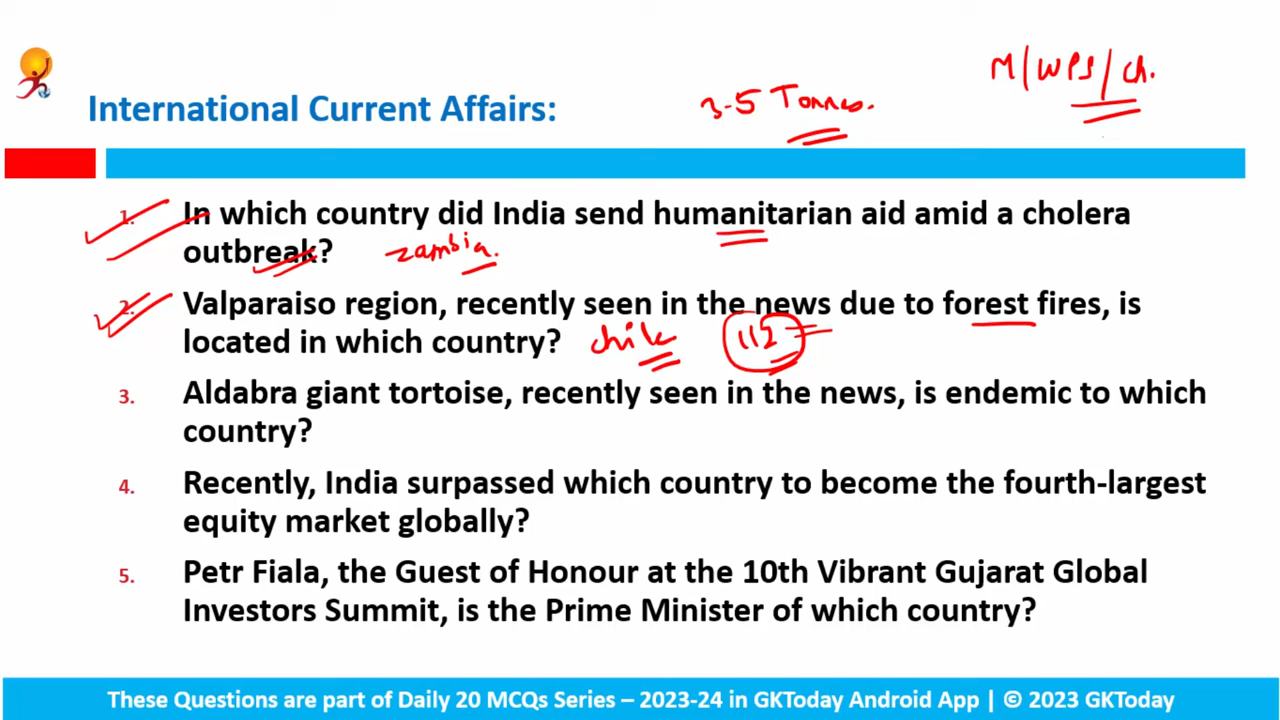 M/WPS/Ch.
International Current Affairs:
3.5 Tonnes.
1. In which country did India send humanitarian aid amid a cholera
outbreak? Zambia.
2. Valparaiso region, recently seen in the news due to forest fires, is
located in which country? chile 112
3. Aldabra giant tortoise, recently seen in the news, is endemic to which
country?
4. Recently, India surpassed which country to become the fourth-largest
equity market globally?
5. Petr Fiala, the Guest of Honour at the 10th Vibrant Gujarat Global
Investors Summit, is the Prime Minister of which country?
These Questions are part of Daily 20 MCQs Series – 2023-24 in GKToday Android App | © 2023 GKToday